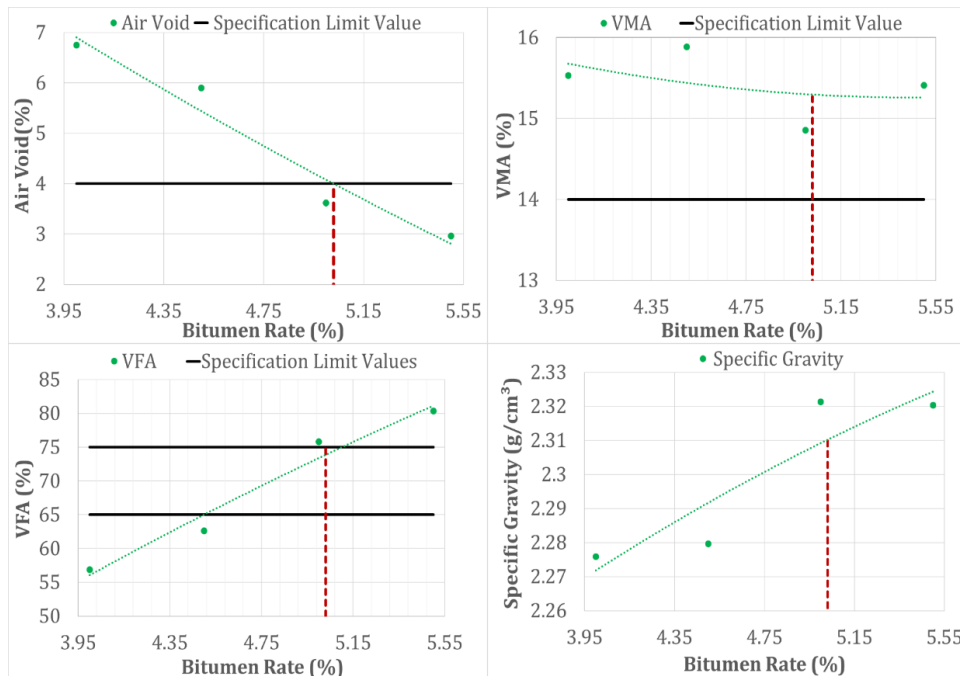 Air Void Specification Limit Value
7
6
5
4
3
2
Air Void(%)
3.95 4.35 4.75 5.15 5.55
Bitumen Rate (%)
VMA Specification Limit Value
16
15
14
13
VMA (%)
3.95 4.35 4.75 5.15 5.55
Bitumen Rate (%)
VFA Specification Limit Values
85
80
75
70
65
60
55
50
VFA (%)
3.95 4.35 4.75 5.15 5.55
Bitumen Rate (%)
Specific Gravity
2.33
2.32
2.31
2.3
2.29
2.28
2.27
2.26
Specific Gravity (g/cm³)
3.95 4.35 4.75 5.15 5.55
Bitumen Rate (%)